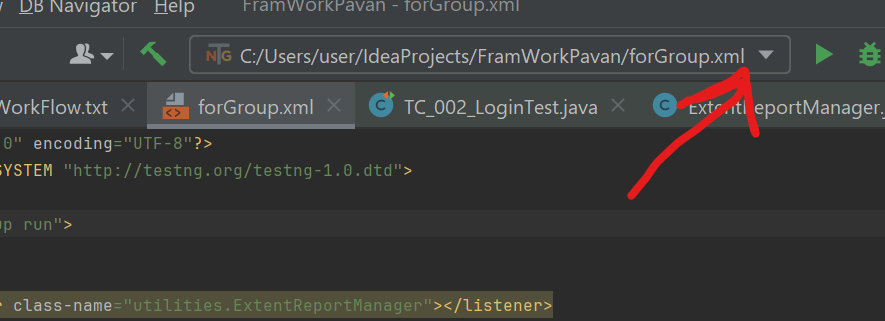 DB Navigator Help FramWorkPavan - forGroup.xml
NTG C:/Users/user/IdeaProjects/FramWorkPavan/forGroup.xml
WorkFlow.txt forGroup.xml C TC_002_LoginTest.java C ExtentReportManager.
0" encoding="UTF-8"?>
SYSTEM "http://testng.org/testng-1.0.dtd">
up run">
class-name="utilities.ExtentReportManager"></listener>